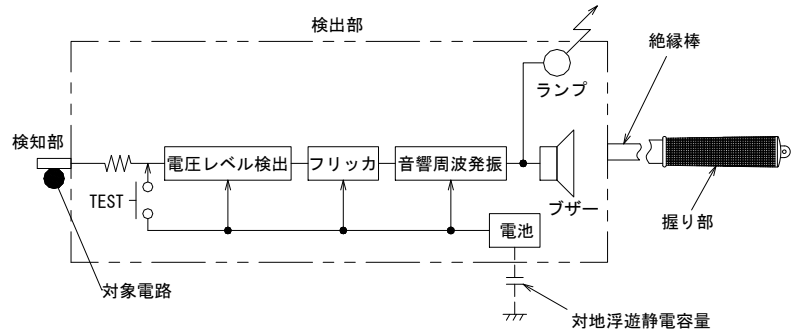 検出部
絶縁棒
ランプ
検知部
電圧レベル検出
フリッカ
音響周波発振
TEST
ブザー
握り部
電池
対象電路
対地浮遊静電容量